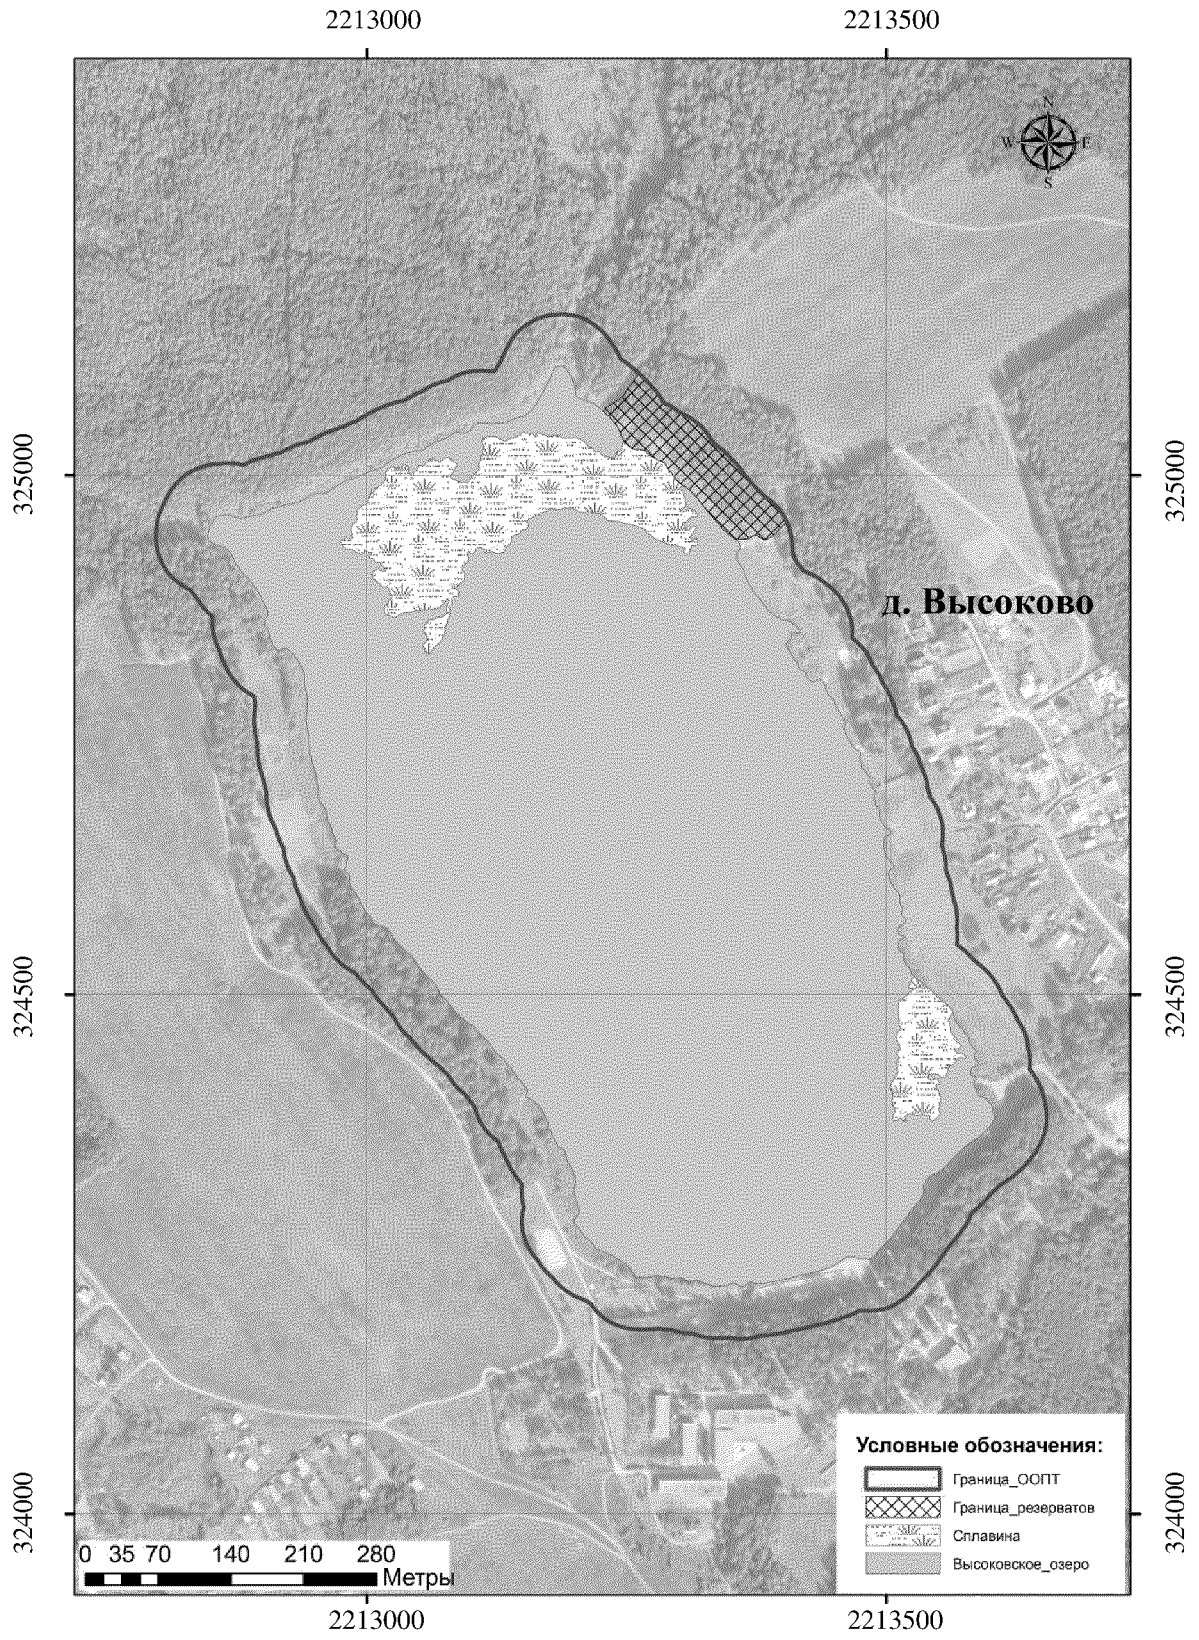 2213000 2213500
N
W E
S
325000 325000
д. Высоково
324500 324500
324000 324000
Условные обозначения:
Граница_ООПТ
Граница_резерватов
Сплавина
Высоковское_озеро
0 35 70 140 210 280
Метры
2213000 2213500